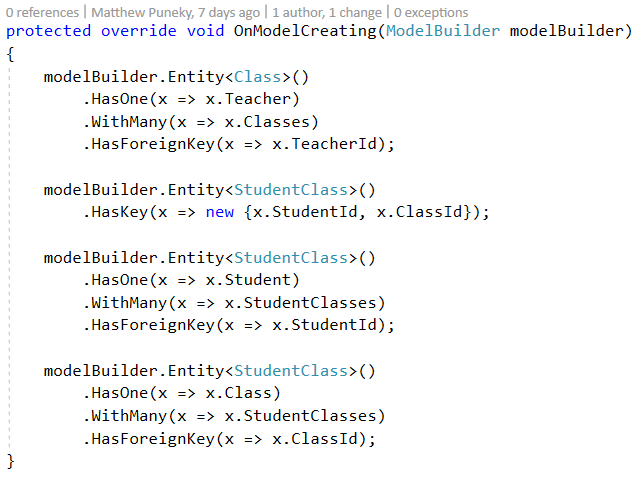 0 references | Matthew Puneky, 7 days ago | 1 author, 1 change | 0 exceptions
protected override void OnModelCreating(ModelBuilder modelBuilder)
{
    modelBuilder.Entity<Class>()
        .HasOne(x => x.Teacher)
        .WithMany(x => x.Classes)
        .HasForeignKey(x => x.TeacherId);

    modelBuilder.Entity<StudentClass>()
        .HasKey(x => new {x.StudentId, x.ClassId});

    modelBuilder.Entity<StudentClass>()
        .HasOne(x => x.Student)
        .WithMany(x => x.StudentClasses)
        .HasForeignKey(x => x.StudentId);

    modelBuilder.Entity<StudentClass>()
        .HasOne(x => x.Class)
        .WithMany(x => x.StudentClasses)
        .HasForeignKey(x => x.ClassId);
}